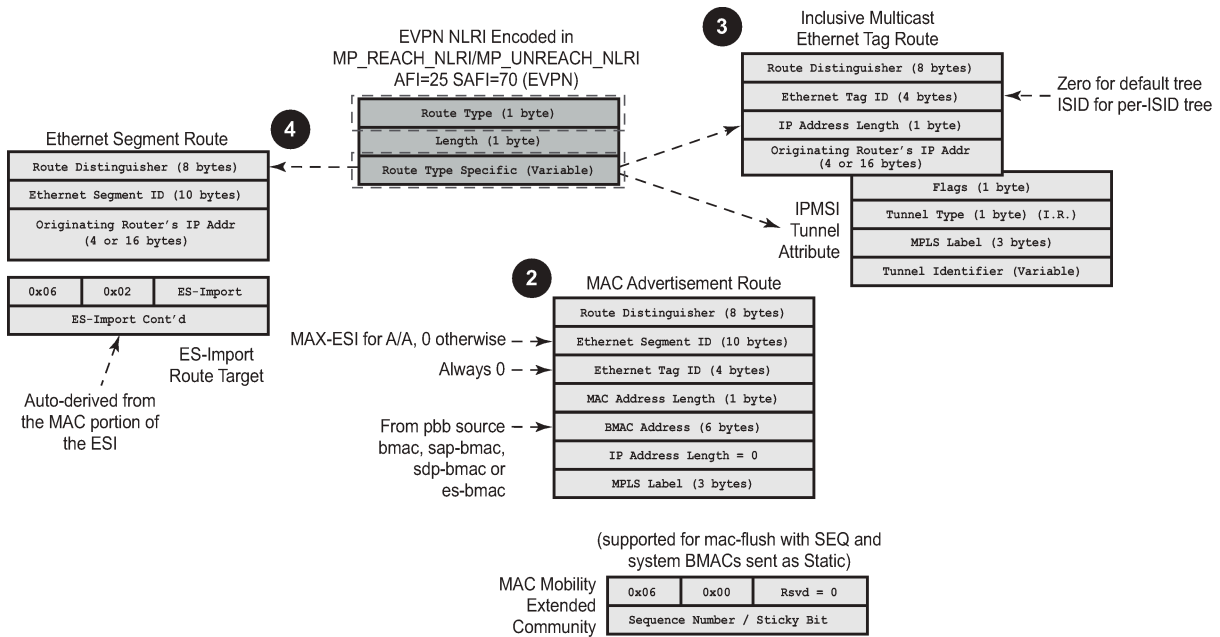 EVPN NLRI Encoded in
MP_REACH_NLRI/MP_UNREACH_NLRI
AFI=25 SAFI=70 (EVPN)
Route Type (1 byte)
Length (1 byte)
Route Type Specific (Variable)
3
Inclusive Multicast
Ethernet Tag Route
Route Distinguisher (8 bytes)
Ethernet Tag ID (4 bytes)
IP Address Length (1 byte)
Originating Router's IP Addr
(4 or 16 bytes)
Zero for default tree
ISID for per-ISID tree
IPMSI
Tunnel
Attribute
Flags (1 byte)
Tunnel Type (1 byte) (I.R.)
MPLS Label (3 bytes)
Tunnel Identifier (Variable)
4
Ethernet Segment Route
Route Distinguisher (8 bytes)
Ethernet Segment ID (10 bytes)
Originating Router's IP Addr
(4 or 16 bytes)
0x06 0x02 ES-Import
ES-Import Cont'd
ES-Import
Route Target
Auto-derived from
the MAC portion of
the ESI
2
MAC Advertisement Route
Route Distinguisher (8 bytes)
MAX-ESI for A/A, 0 otherwise
Ethernet Segment ID (10 bytes)
Always 0
Ethernet Tag ID (4 bytes)
MAC Address Length (1 byte)
From pbb source
bmac, sap-bmac,
sdp-bmac or
es-bmac
BMAC Address (6 bytes)
IP Address Length = 0
MPLS Label (3 bytes)
(supported for mac-flush with SEQ and
system BMACs sent as Static)
MAC Mobility
Extended
Community
0x06 0x00 Rsvd = 0
Sequence Number / Sticky Bit